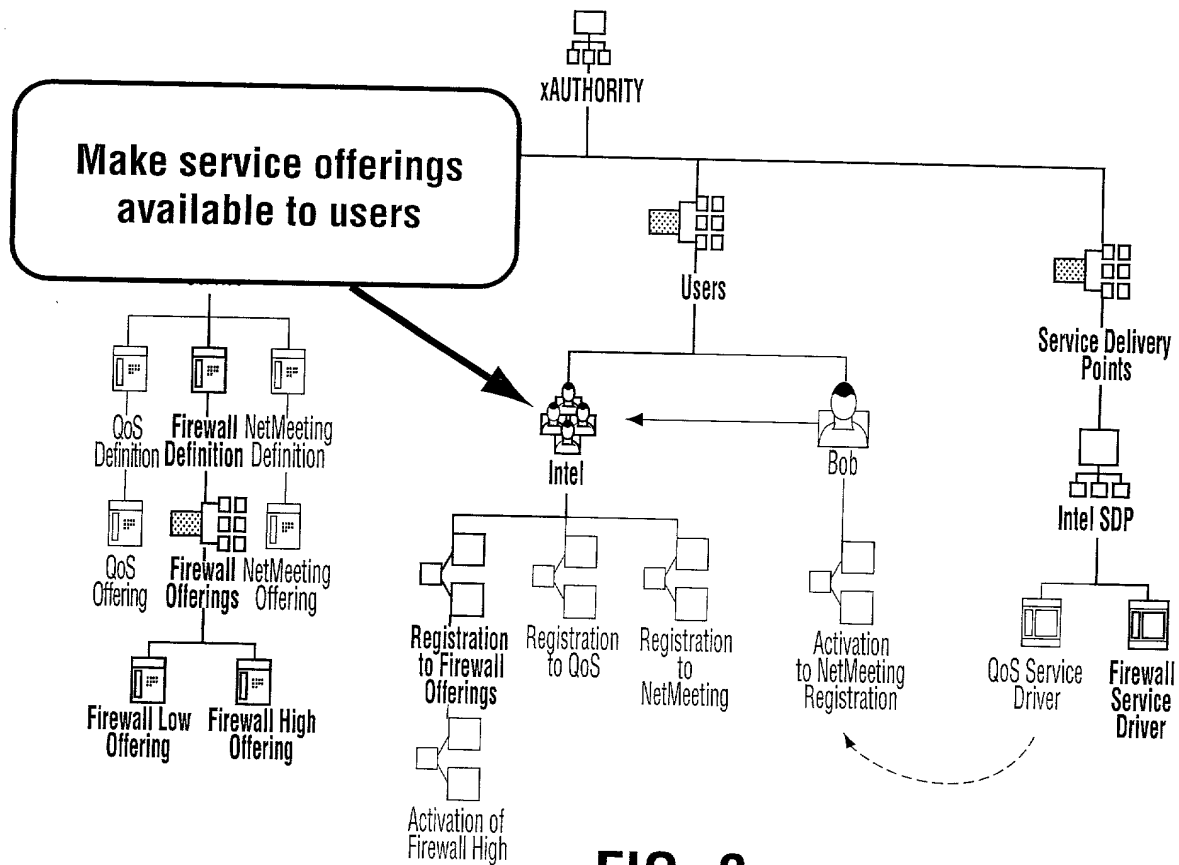 xAUTHORITY
Make service offerings
available to users
Users
Service Delivery
Points
QoS
Definition
Firewall
Definition
NetMeeting
Definition
Intel
Bob
Intel SDP
QoS
Offering
Firewall
Offerings
NetMeeting
Offering
Firewall Low
Offering
Firewall High
Offering
Registration
to Firewall
Offerings
Registration
to QoS
Registration
to
NetMeeting
Activation
to NetMeeting
Registration
QoS Service
Driver
Firewall
Service
Driver
Activation of
Firewall High